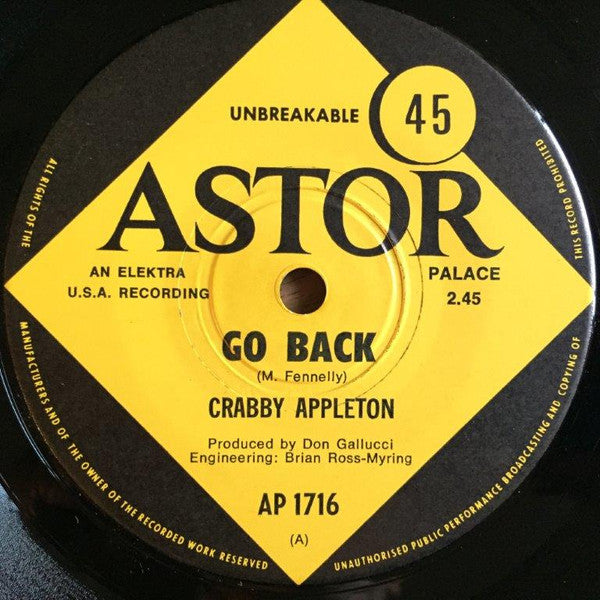 UNBREAKABLE 45
ASTOR
AN ELEKTRA
U.S.A. RECORDING
PALACE
2.45
GO BACK
(M. Fennelly)
CRABBY APPLETON
Produced by Don Gallucci
Engineering: Brian Ross-Myring
AP 1716
(A)
ALL RIGHTS OF THE
MANUFACTURERS AND OF THE OWNER OF THE RECORDED WORK RESERVED
UNAUTHORISED PUBLIC PERFORMANCE BROADCASTING AND COPYING OF
THIS RECORD PROHIBITED